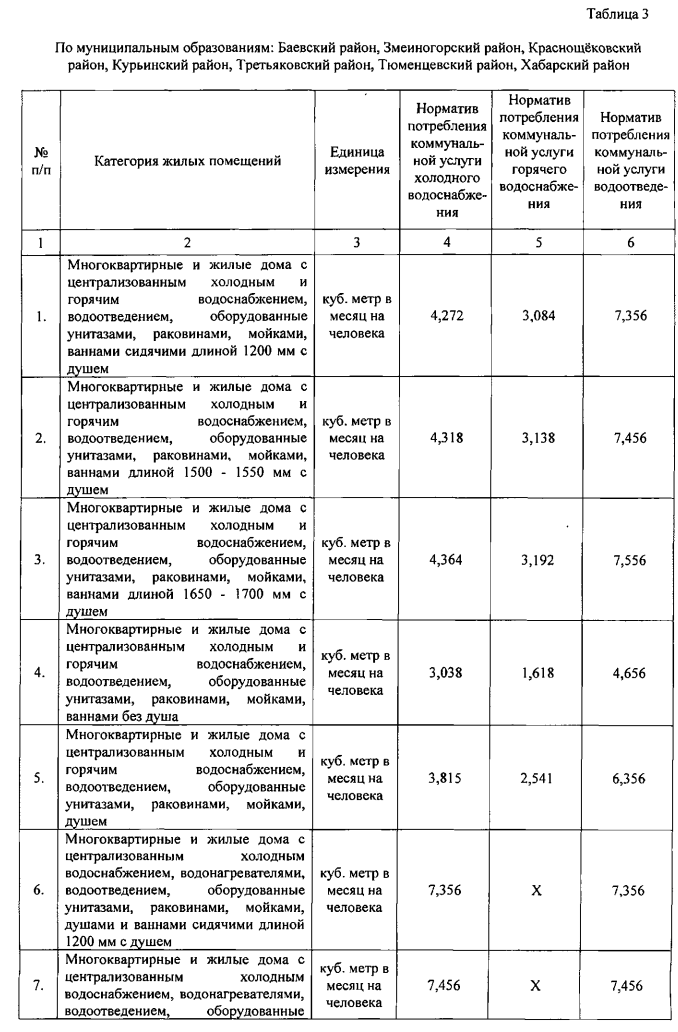 Таблица 3
По муниципальным образованиям: Баевский район, Змеиногорский район, Краснощёковский
район, Курьинский район, Третьяковский район, Тюменцевский район, Хабарский район
№
п/п
Категория жилых помещений
Единица
измерения
Норматив
потребления
коммуналь-
ной услуги
холодного
водоснабже-
ния
Норматив
потребления
коммуналь-
ной услуги
горячего
водоснабже-
ния
Норматив
потребления
коммуналь-
ной услуги
водоотведе-
ния
1 2 3 4 5 6
1.
Многоквартирные и жилые дома с
централизованным холодным и
горячим водоснабжением,
водоотведением, оборудованные
унитазами, раковинами, мойками,
ваннами сидячими длиной 1200 мм с
душем
куб. метр в
месяц на
человека
4,272 3,084 7,356
2.
Многоквартирные и жилые дома с
централизованным холодным и
горячим водоснабжением,
водоотведением, оборудованные
унитазами, раковинами, мойками,
ваннами длиной 1500 - 1550 мм с
душем
куб. метр в
месяц на
человека
4,318 3,138 7,456
3.
Многоквартирные и жилые дома с
централизованным холодным и
горячим водоснабжением,
водоотведением, оборудованные
унитазами, раковинами, мойками,
ваннами длиной 1650 - 1700 мм с
душем
куб. метр в
месяц на
человека
4,364 3,192 7,556
4.
Многоквартирные и жилые дома с
централизованным холодным и
горячим водоснабжением,
водоотведением, оборудованные
унитазами, раковинами, мойками,
ваннами без душа
куб. метр в
месяц на
человека
3,038 1,618 4,656
5.
Многоквартирные и жилые дома с
централизованным холодным и
горячим водоснабжением,
водоотведением, оборудованные
унитазами, раковинами, мойками,
душем
куб. метр в
месяц на
человека
3,815 2,541 6,356
6.
Многоквартирные и жилые дома с
централизованным холодным
водоснабжением, водонагревателями,
водоотведением, оборудованные
унитазами, раковинами, мойками,
душами и ваннами сидячими длиной
1200 мм с душем
куб. метр в
месяц на
человека
7,356 Х 7,356
7.
Многоквартирные и жилые дома с
централизованным холодным
водоснабжением, водонагревателями,
водоотведением, оборудованные
куб. метр в
месяц на
человека
7,456 Х 7,456